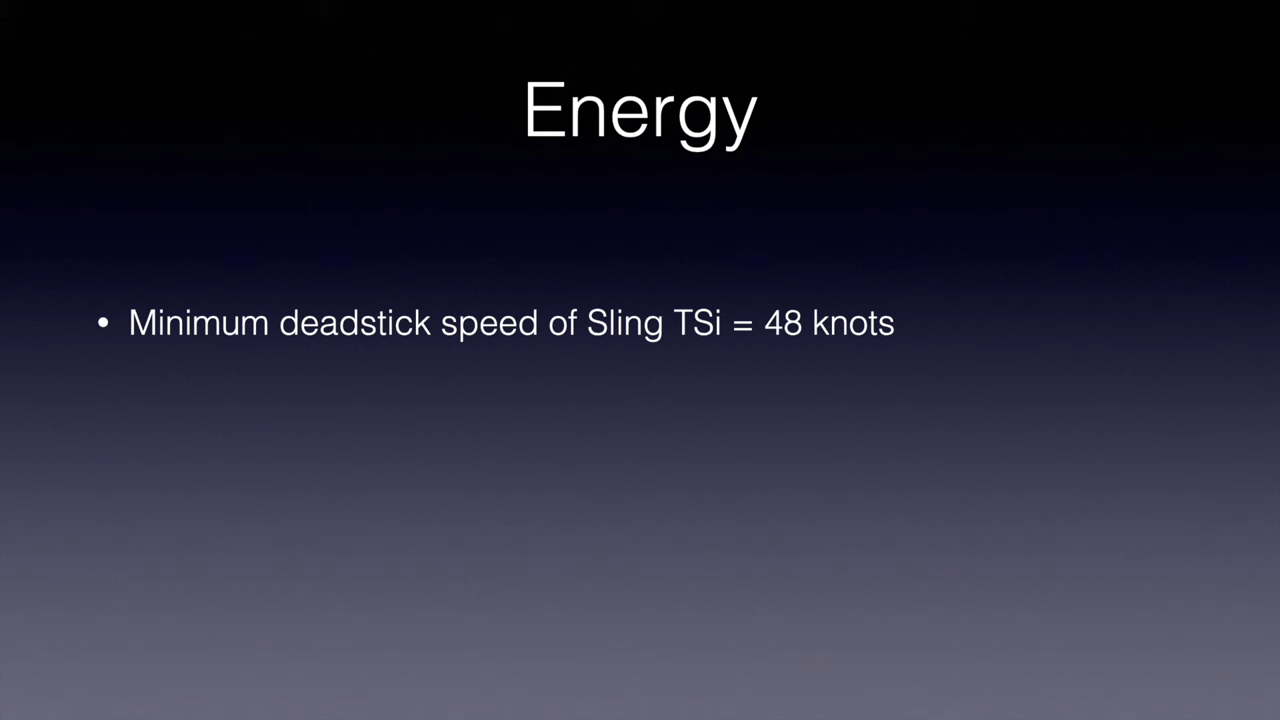 Energy
• Minimum deadstick speed of Sling TSi = 48 knots